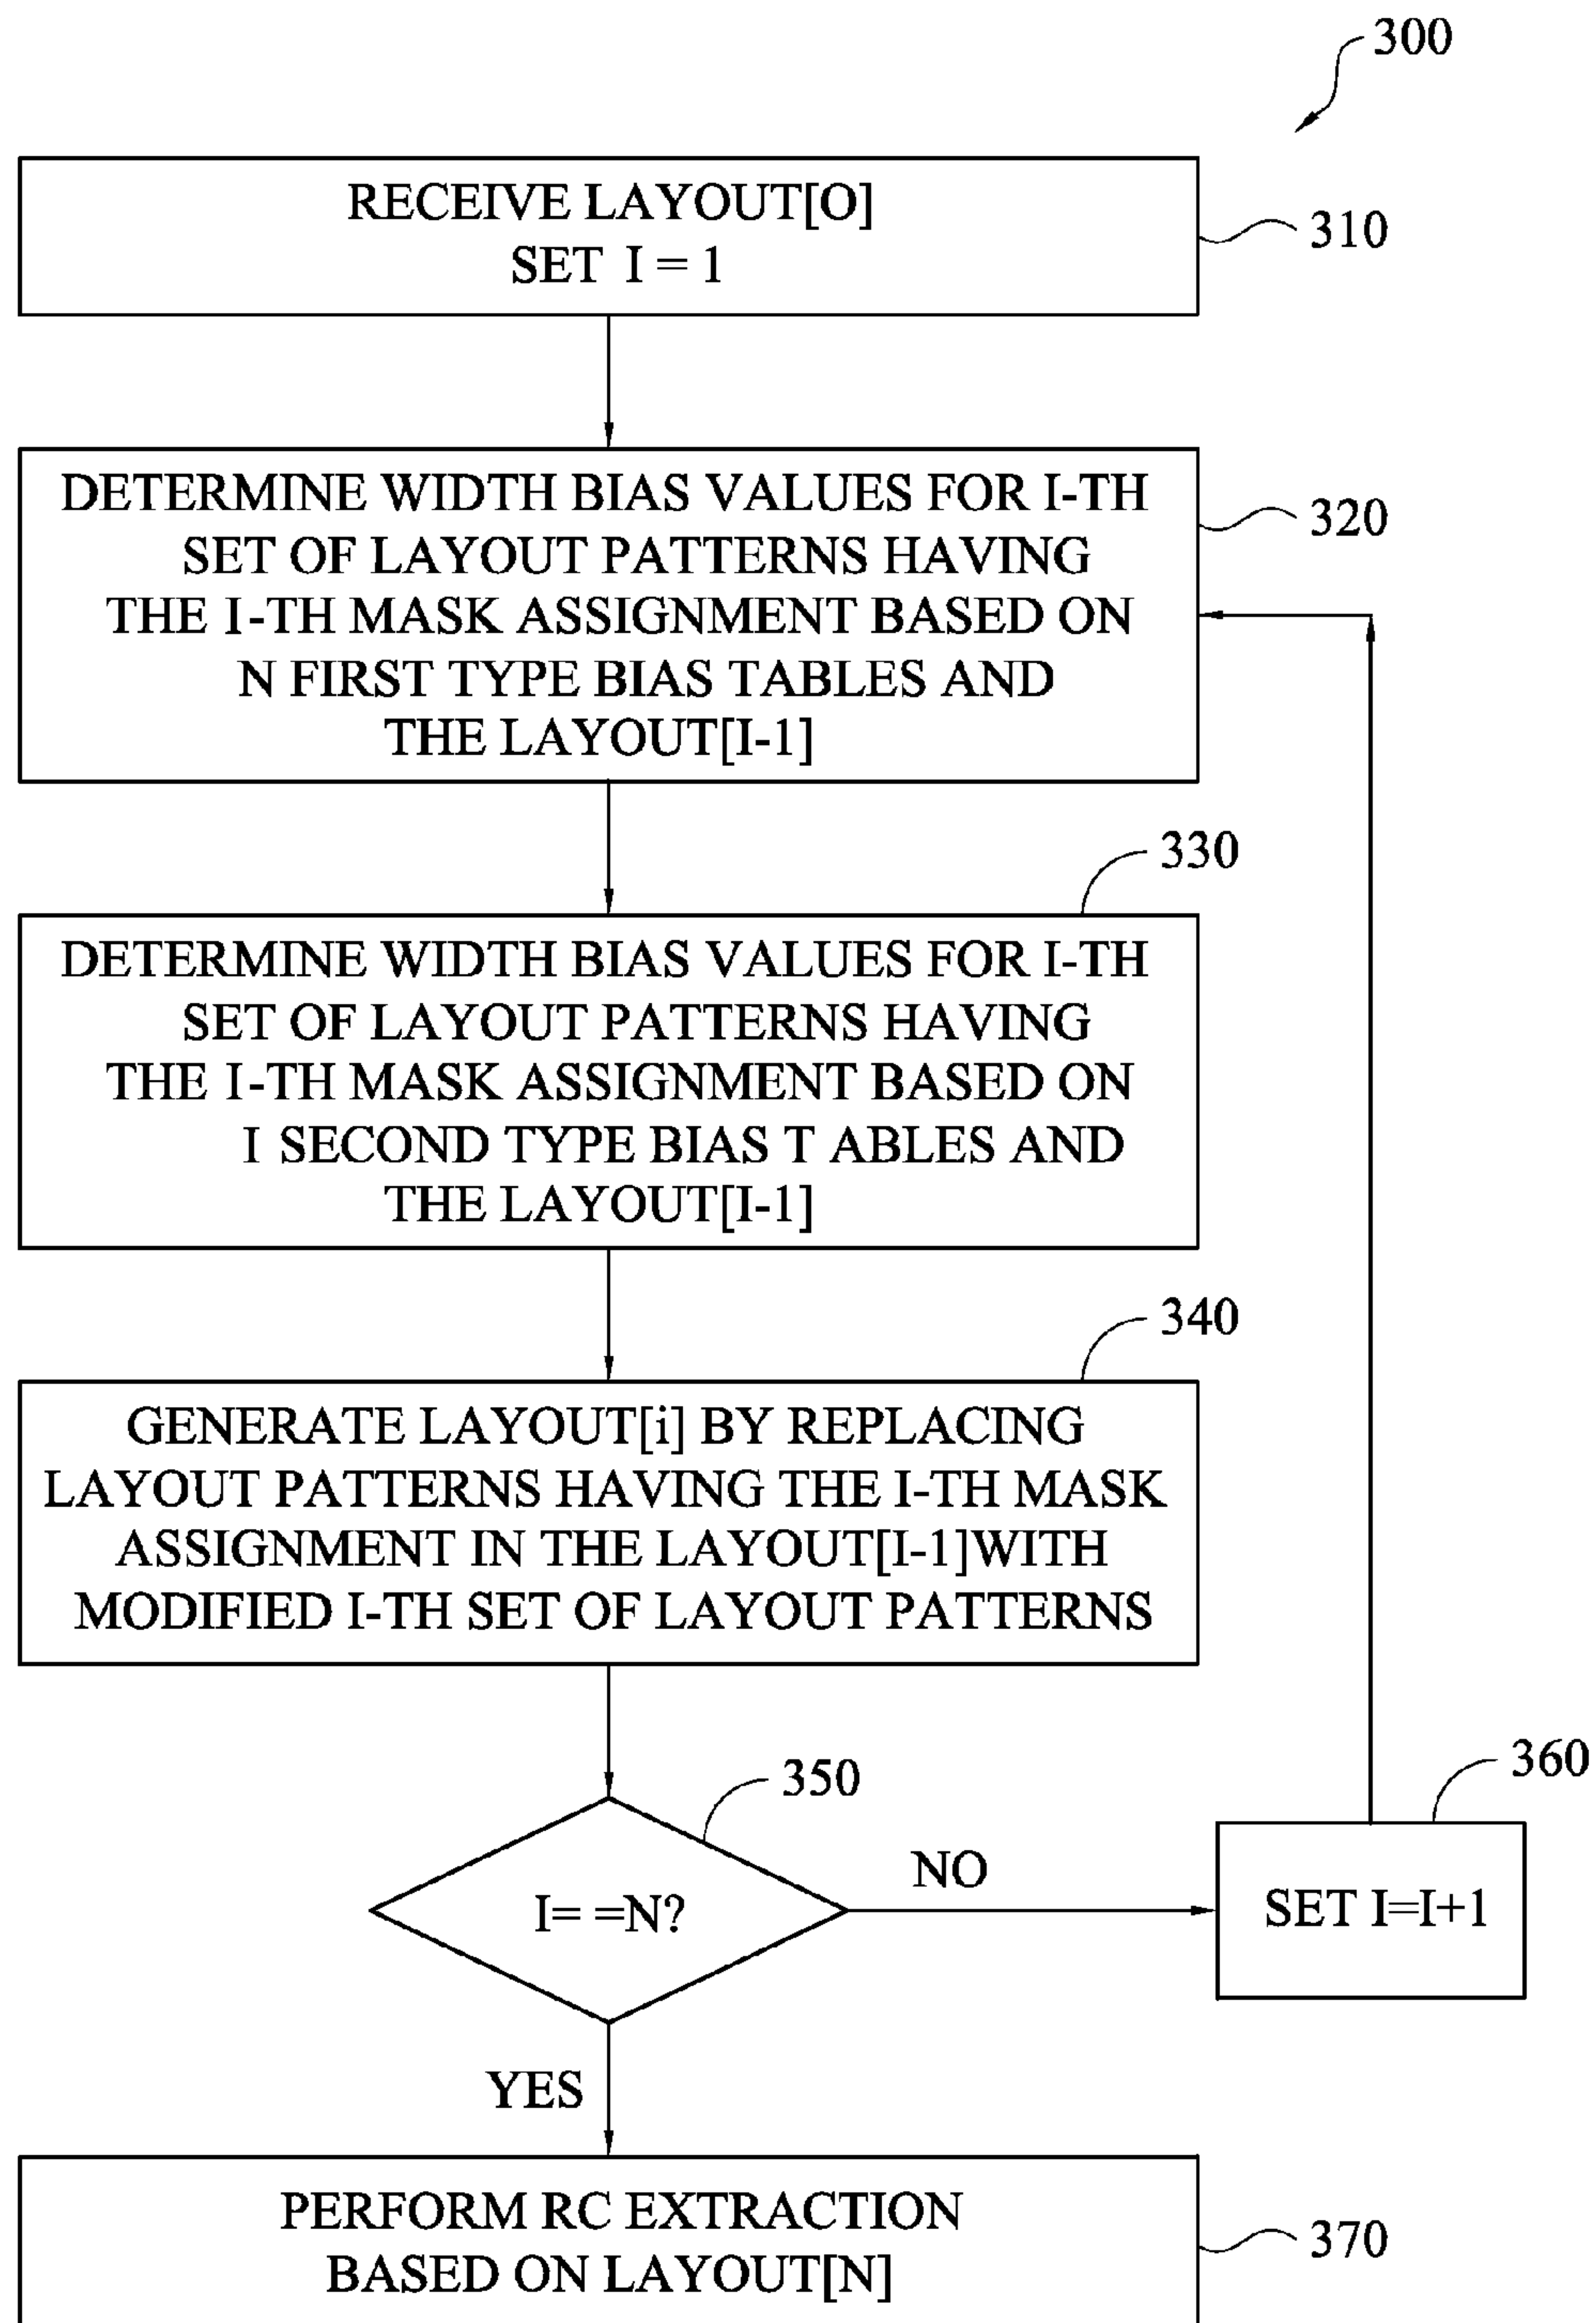 300
RECEIVE LAYOUT[O]
SET I = 1
310
DETERMINE WIDTH BIAS VALUES FOR I-TH
SET OF LAYOUT PATTERNS HAVING
THE I-TH MASK ASSIGNMENT BASED ON
N FIRST TYPE BIAS TABLES AND
THE LAYOUT[I-1]
320
330
DETERMINE WIDTH BIAS VALUES FOR I-TH
SET OF LAYOUT PATTERNS HAVING
THE I-TH MASK ASSIGNMENT BASED ON
I SECOND TYPE BIAS T ABLES AND
THE LAYOUT[I-1]
340
GENERATE LAYOUT[i] BY REPLACING
LAYOUT PATTERNS HAVING THE I-TH MASK
ASSIGNMENT IN THE LAYOUT[I-1]WITH
MODIFIED I-TH SET OF LAYOUT PATTERNS
350
I= =N?
NO
360
SET I=I+1
YES
PERFORM RC EXTRACTION
BASED ON LAYOUT[N]
370